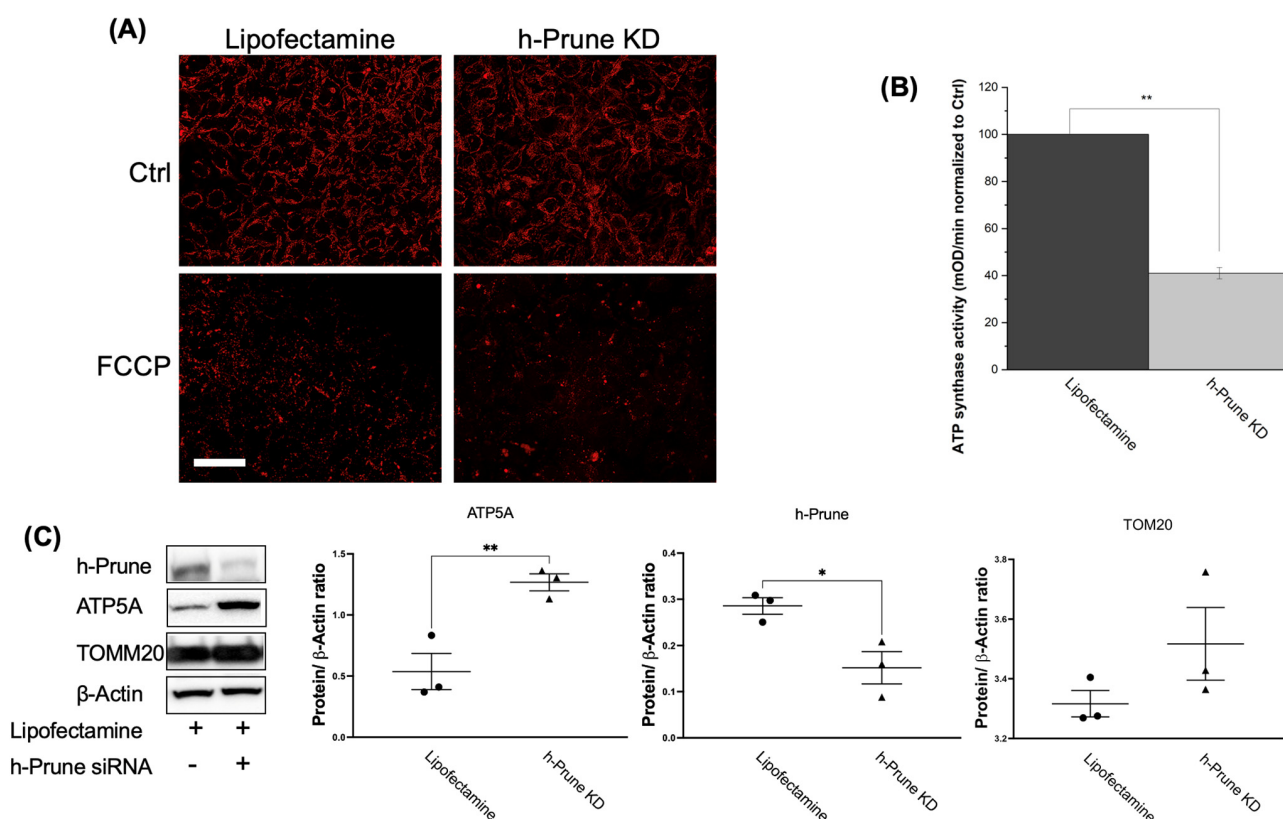 (A)
Lipofectamine h-Prune KD
Ctrl
FCCP
(B)
ATP synthase activity (mOD/min normalized to Ctrl)
120
100
80
60
40
20
0
**
Lipofectamine
h-Prune KD
(C)
h-Prune
ATP5A
TOMM20
β-Actin
Lipofectamine + +
h-Prune siRNA - +
ATP5A
Protein/ β-Actin ratio
1.5
1.0
0.5
0.0
**
Lipofectamine
h-Prune KD
h-Prune
Protein/ β-Actin ratio
0.4
0.3
0.2
0.1
0.0
*
Lipofectamine
h-Prune KD
TOM20
Protein/ β-Actin ratio
3.8
3.6
3.4
3.2
Lipofectamine
h-Prune KD